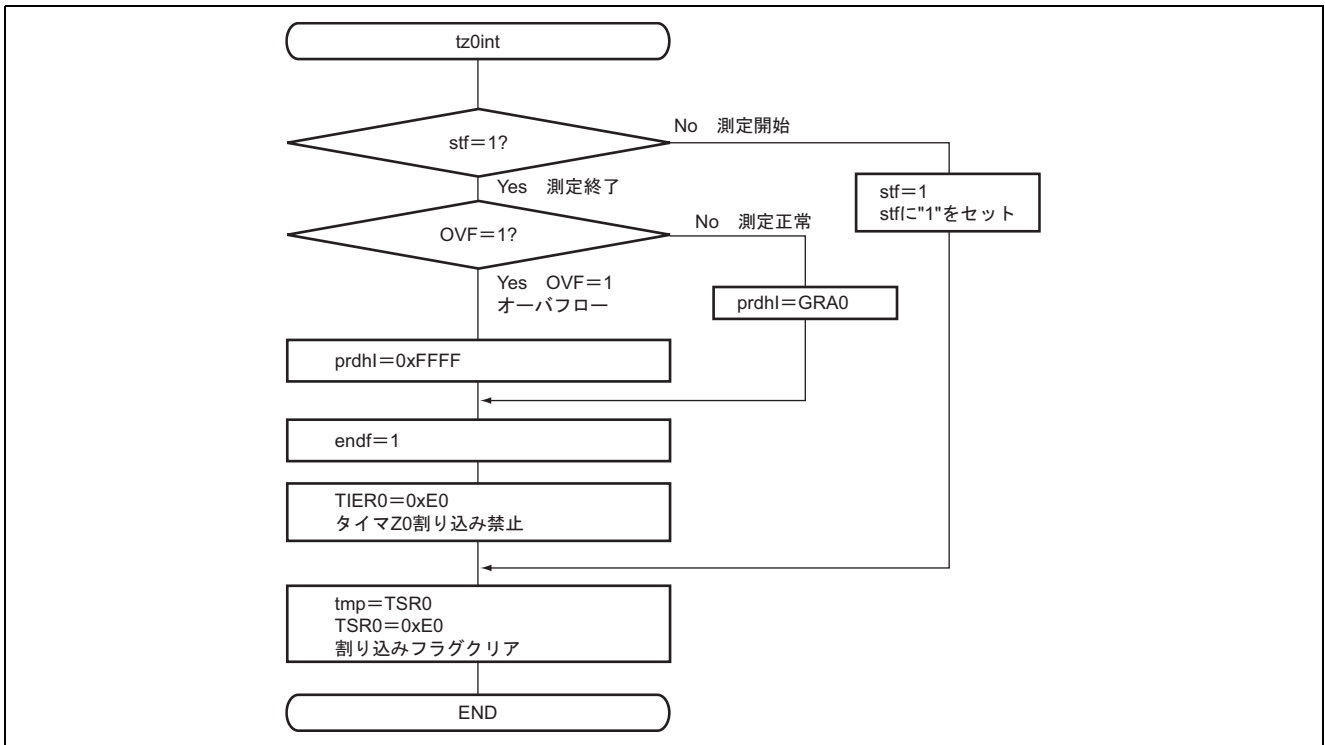 tz0int
stf＝1?
No　測定開始
stf＝1
stfに"1"をセット
Yes　測定終了
OVF＝1?
No　測定正常
Yes　OVF＝1
オーバフロー
prdhl＝GRA0
prdhl＝0xFFFF
endf＝1
TIER0＝0xE0
タイマZ0割り込み禁止
tmp＝TSR0
TSR0＝0xE0
割り込みフラグクリア
END